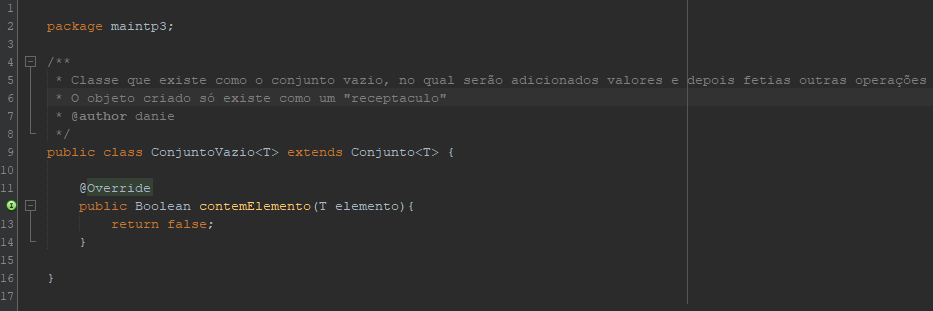 1
2 package maintp3;
3
4 /**
5 * Classe que existe como o conjunto vazio, no qual serão adicionados valores e depois fetias outras operações
6 * O objeto criado só existe como um "receptaculo"
7 * @author danie
8 */
9 public class ConjuntoVazio<T> extends Conjunto<T> {
10
11 @Override
public Boolean contemElemento(T elemento){
13 return false;
14 }
15
16 }
17